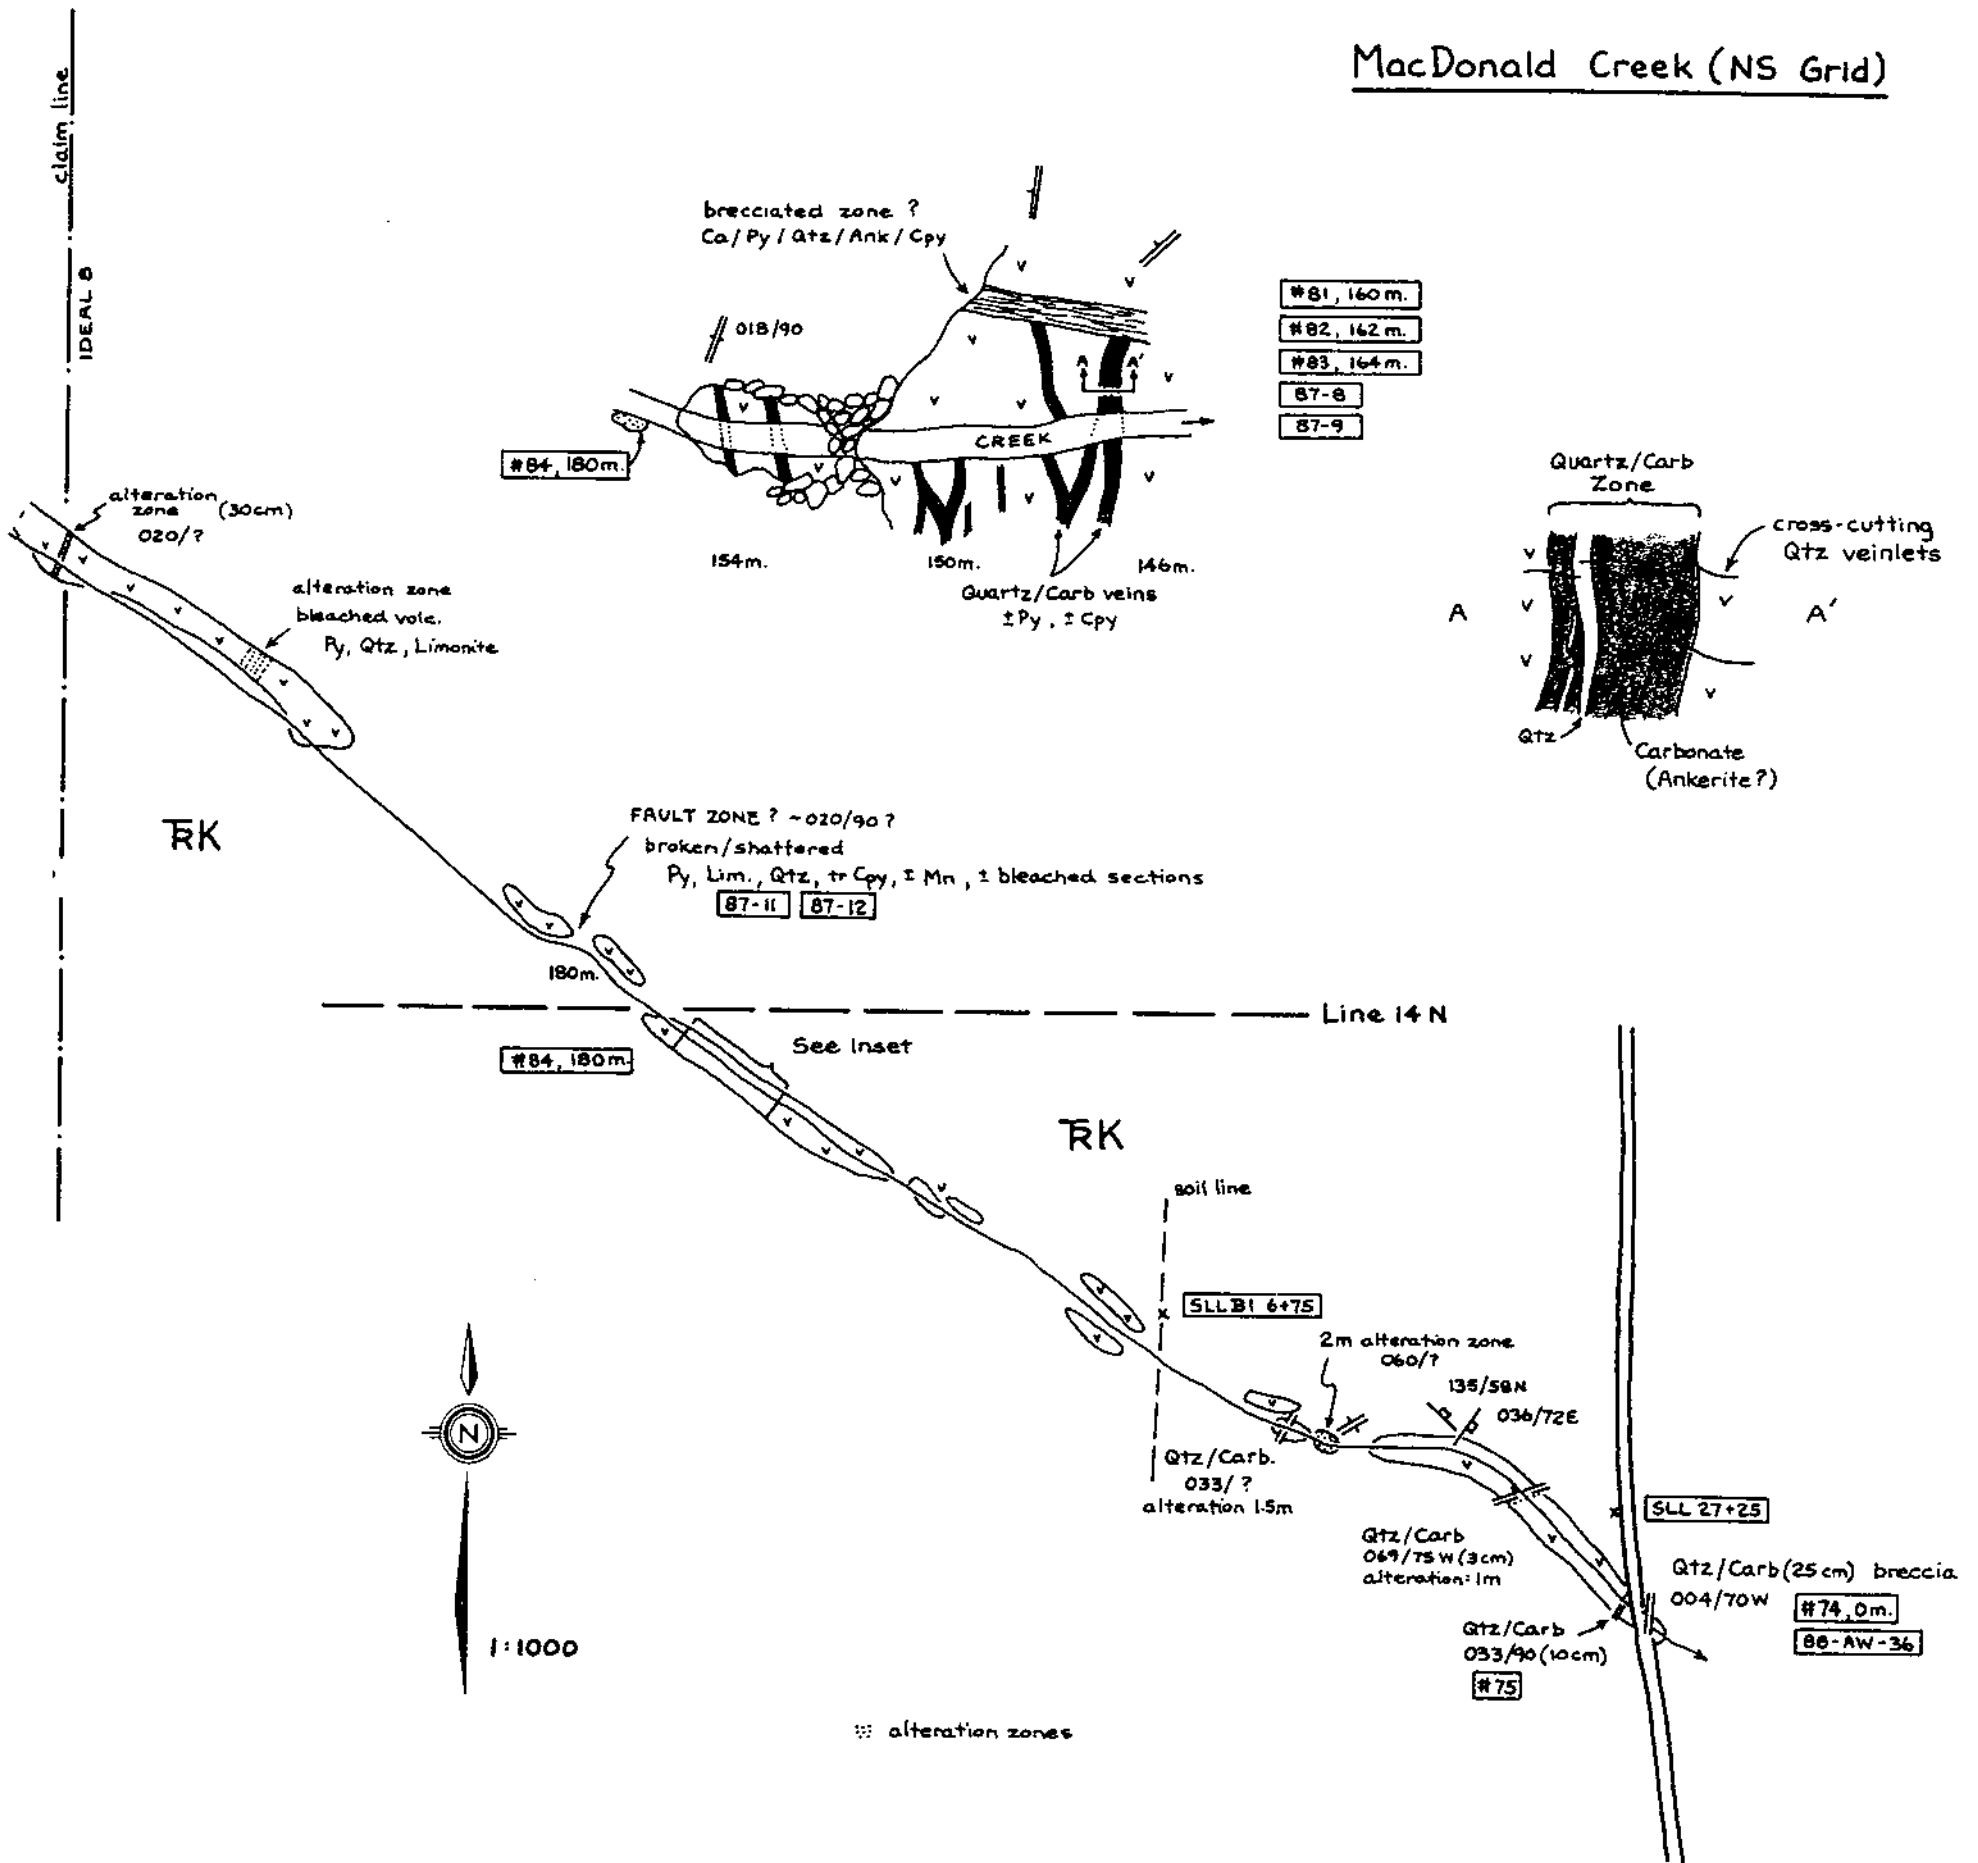 MacDonald Creek (NS Grid)
claim line
IDEAL 8
brecciated zone ?
Ca/Py/Qtz/Ank/Cpy
018/90
#81, 160m.
#82, 162m.
#83, 164m.
87-8
87-9
A
A'
CREEK
#84, 180m.
154m.
150m.
146m.
Quartz/Carb veins
±Py, ±Cpy
Quartz/Carb
Zone
cross-cutting
Qtz veinlets
A
A'
Qtz
Carbonate
(Ankerite?)
alteration
zone (30cm)
020/?
alteration zone
bleached volc.
Py, Qtz, Limonite
TRK
FAULT ZONE ? ~020/90 ?
broken/shattered
Py, Lim., Qtz, tr Cpy, ± Mn, ± bleached sections
87-11
87-12
180m.
Line 14 N
#84, 180m.
See Inset
TRK
soil line
SLLB1 6+75
2m alteration zone
060/?
135/58N
036/72E
Qtz/Carb.
033/?
alteration 1.5m
SLL 27+25
Qtz/Carb
069/75W (3cm)
alteration: 1m
Qtz/Carb (25cm) breccia
004/70W
#74, 0m.
88-AW-36
Qtz/Carb
033/90 (10cm)
#75
N
1:1000
alteration zones
v v v v v v v v v v v v v v v v v v v v